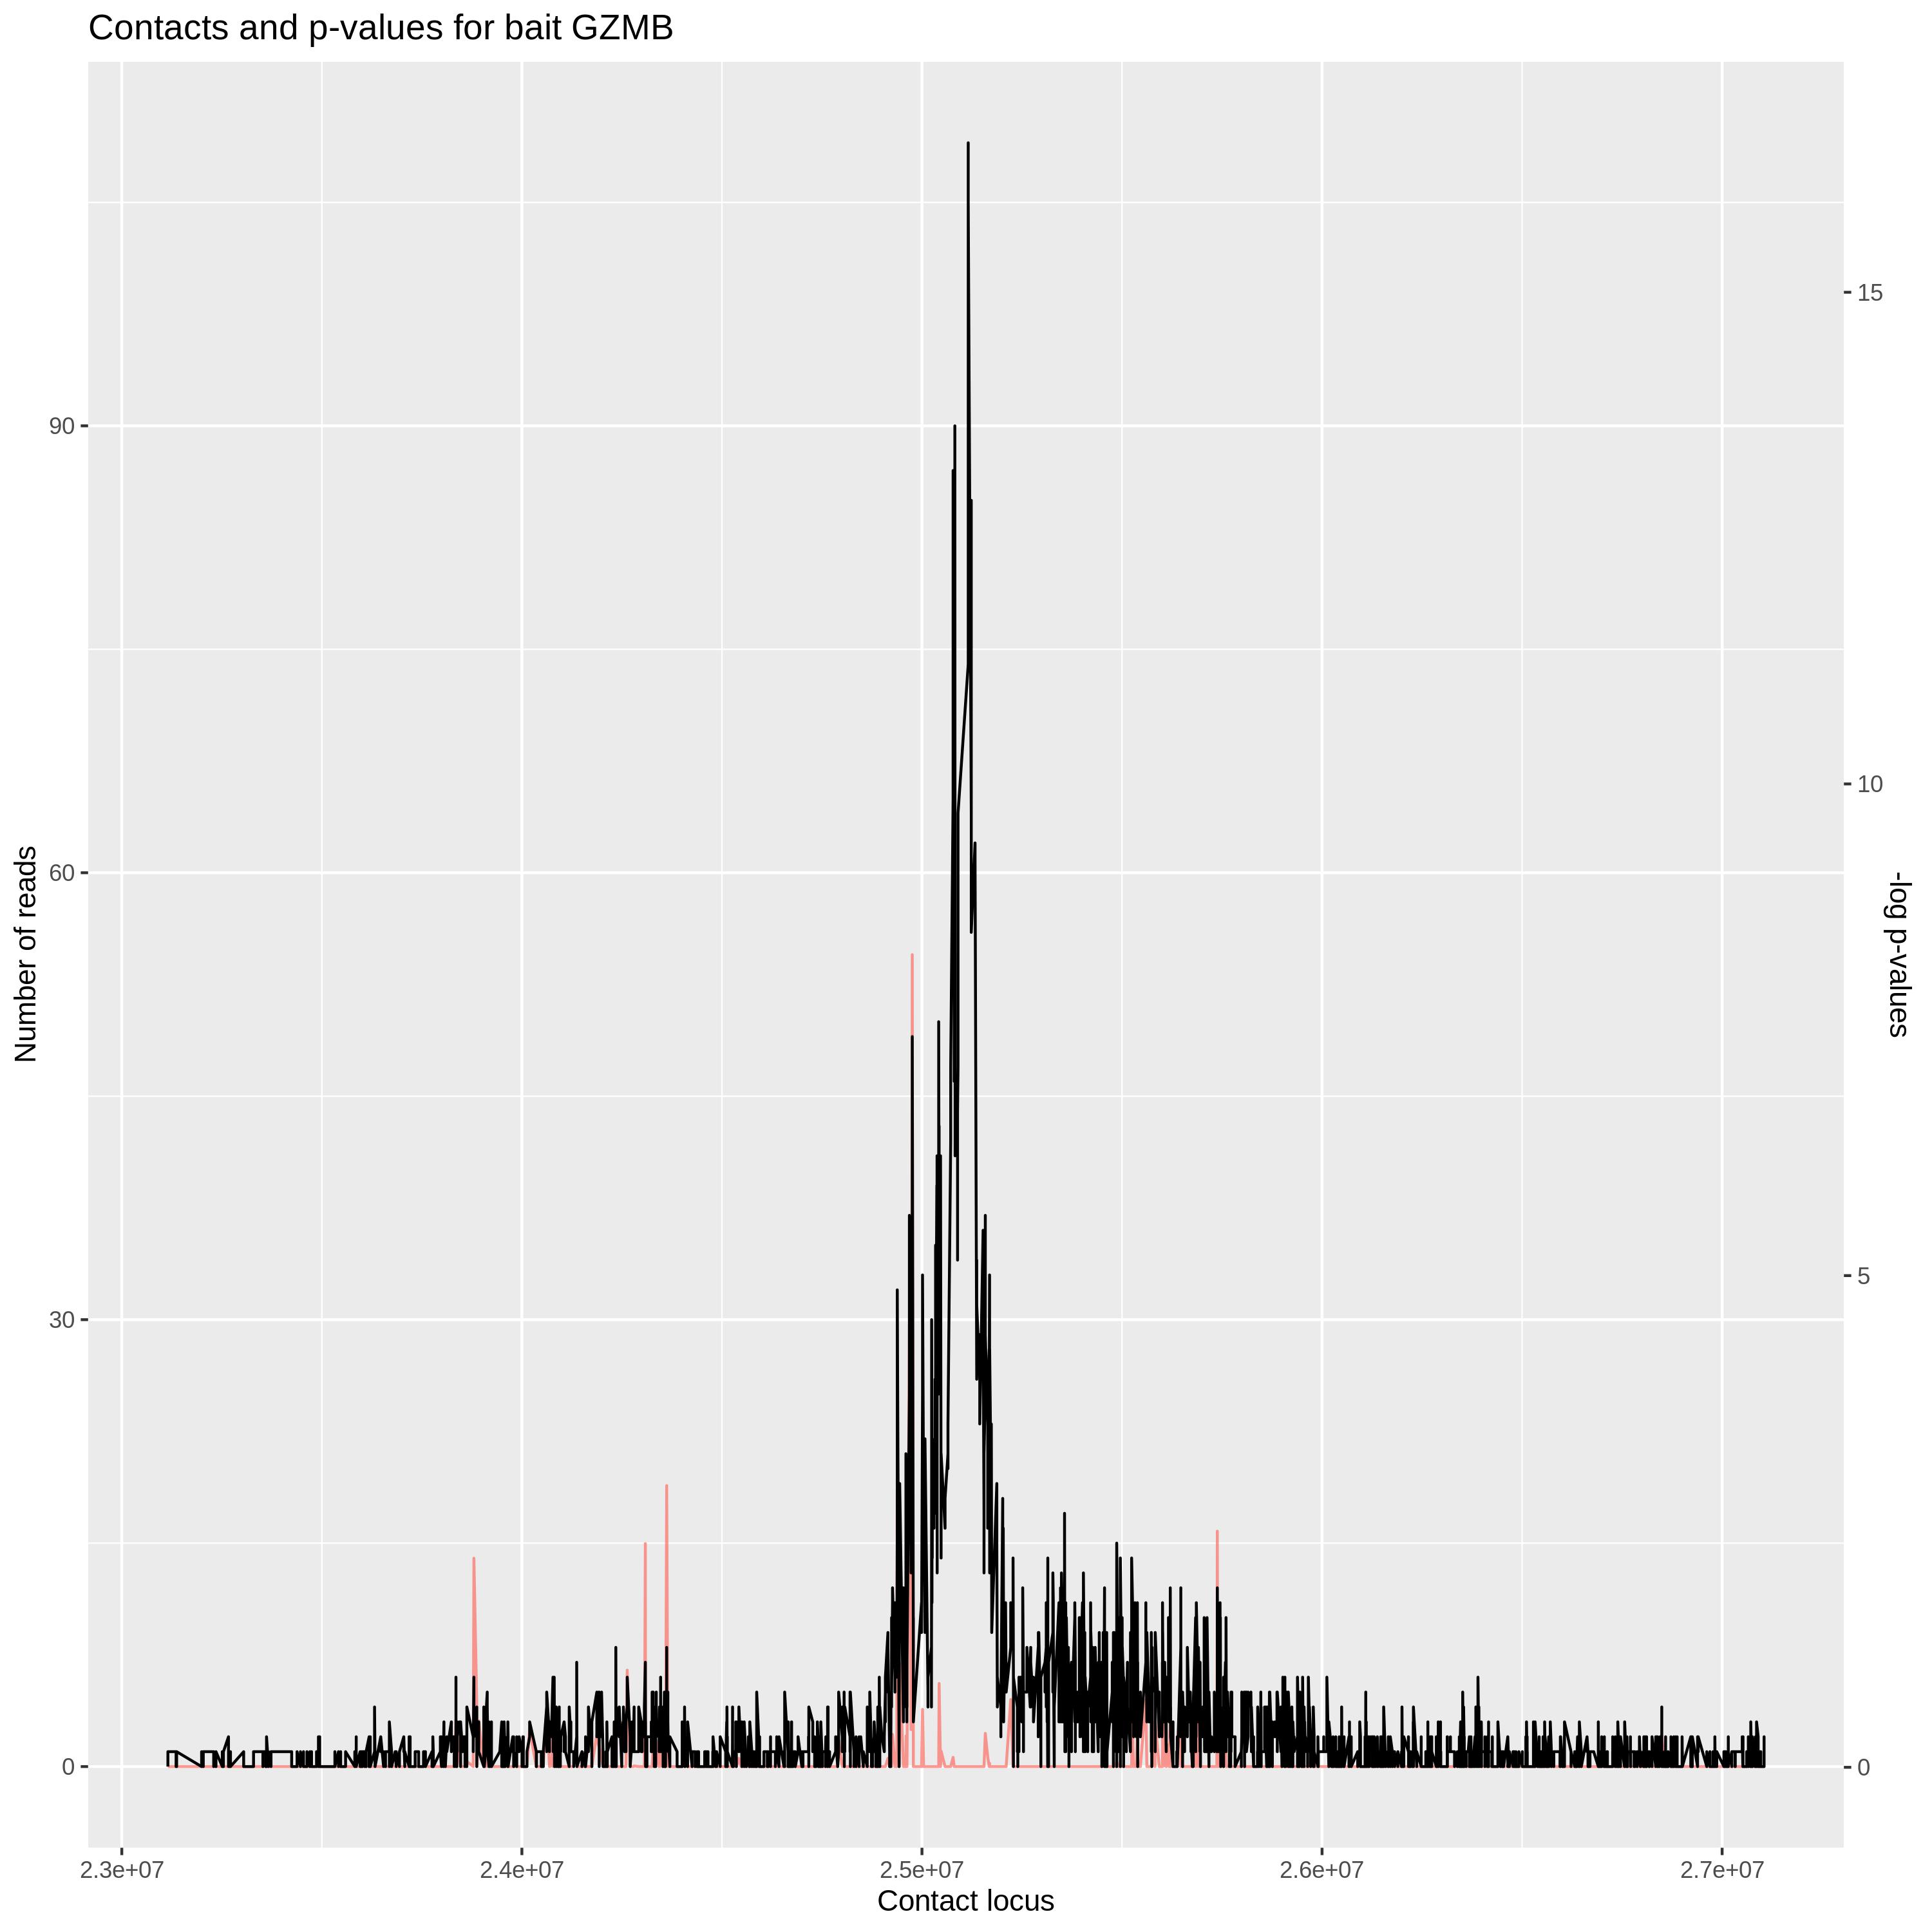 Contacts and p-values for bait GZMB
15
90
10
60
Number of reads
-log p-values
5
30
0
0
2.3e+07 2.4e+07 2.5e+07 2.6e+07 2.7e+07
Contact locus